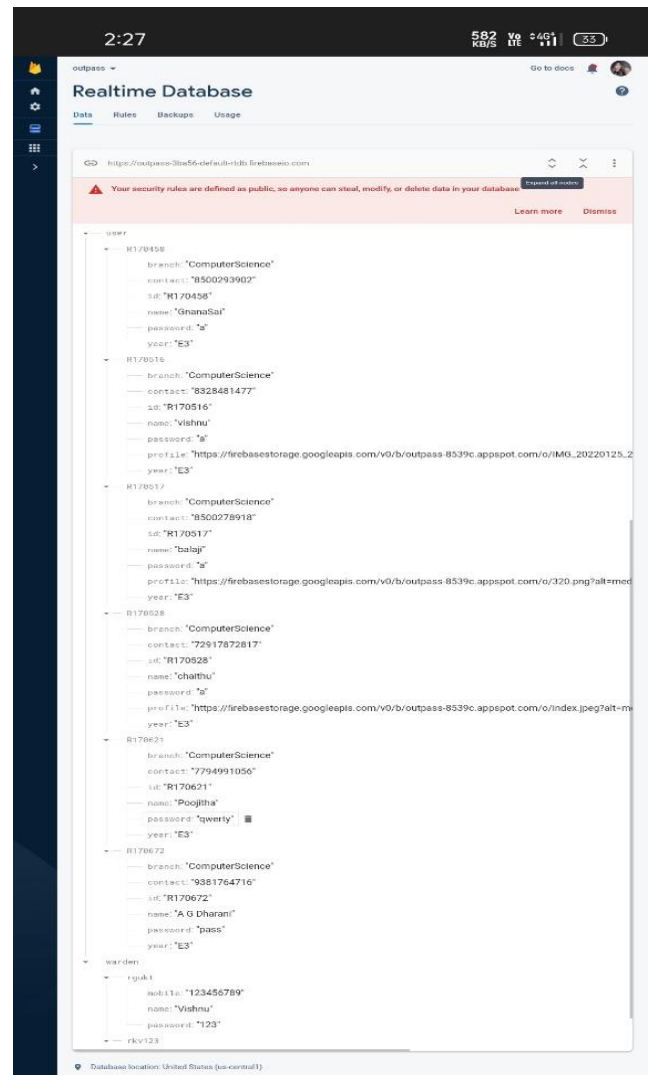 2:27
582 KB/S Vo LTE 4G+ 33
outpass
Go to docs
Realtime Database
Data Rules Backups Usage
https://outpass-3ba56-default-rtdb.firebaseio.com
Expand all nodes
Your security rules are defined as public, so anyone can steal, modify, or delete data in your database
Learn more Dismiss
user
R170458
branch: "ComputerScience"
contact: "8500293902"
id: "R170458"
name: "GnanaSai"
password: "a"
year: "E3"
R170516
branch: "ComputerScience"
contact: "8328481477"
id: "R170516"
name: "vishnu"
password: "a"
profile: "https://firebasestorage.googleapis.com/v0/b/outpass-8539c.appspot.com/o/IMG_20220125_2
year: "E3"
R170517
branch: "ComputerScience"
contact: "8500278918"
id: "R170517"
name: "balaji"
password: "a"
profile: "https://firebasestorage.googleapis.com/v0/b/outpass-8539c.appspot.com/o/320.png?alt=med
year: "E3"
R170528
branch: "ComputerScience"
contact: "72917872817"
id: "R170528"
name: "chaithu"
password: "a"
profile: "https://firebasestorage.googleapis.com/v0/b/outpass-8539c.appspot.com/o/index.jpeg?alt=m
year: "E3"
R170621
branch: "ComputerScience"
contact: "7794991056"
id: "R170621"
name: "Poojitha"
password: "qwerty"
year: "E3"
R170672
branch: "ComputerScience"
contact: "9381764716"
id: "R170672"
name: "A G Dharani"
password: "pass"
year: "E3"
warden
rgukt
mobile: "123456789"
name: "Vishnu"
password: "123"
rkv123
Database location: United States (us-central1)